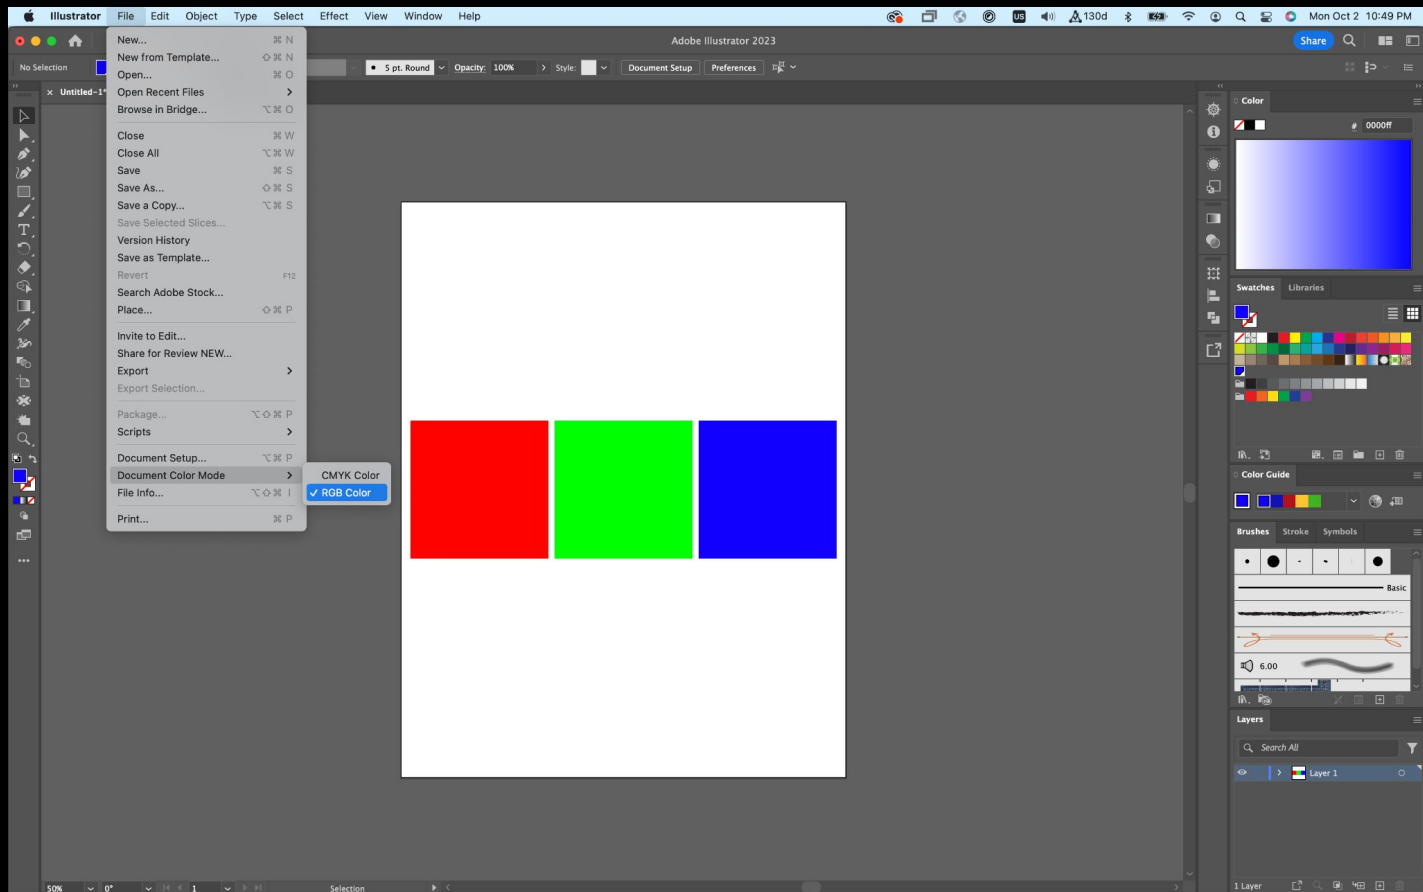 Illustrator File Edit Object Type Select Effect View Window Help US 130d Mon Oct 2 10:49 PM
Adobe Illustrator 2023 Share
No Selection 5 pt. Round Opacity: 100% Style: Document Setup Preferences
× Untitled-1*
New... ⌘ N
New from Template... ⇧ ⌘ N
Open... ⌘ O
Open Recent Files
Browse in Bridge... ⌥ ⌘ O
Close ⌘ W
Close All ⌥ ⌘ W
Save ⌘ S
Save As... ⇧ ⌘ S
Save a Copy... ⌥ ⌘ S
Save Selected Slices...
Version History
Save as Template...
Revert F12
Search Adobe Stock...
Place... ⇧ ⌘ P
Invite to Edit...
Share for Review NEW...
Export
Export Selection...
Package... ⌥ ⇧ ⌘ P
Scripts
Document Setup... ⌥ ⌘ P
Document Color Mode
File Info... ⌥ ⇧ ⌘ I
Print... ⌘ P
CMYK Color
✓ RGB Color
Color
# 0000ff
Swatches Libraries
Color Guide
Brushes Stroke Symbols
Basic
6.00
Layers
Search All
Layer 1
1 Layer
50% 0° 1 Selection